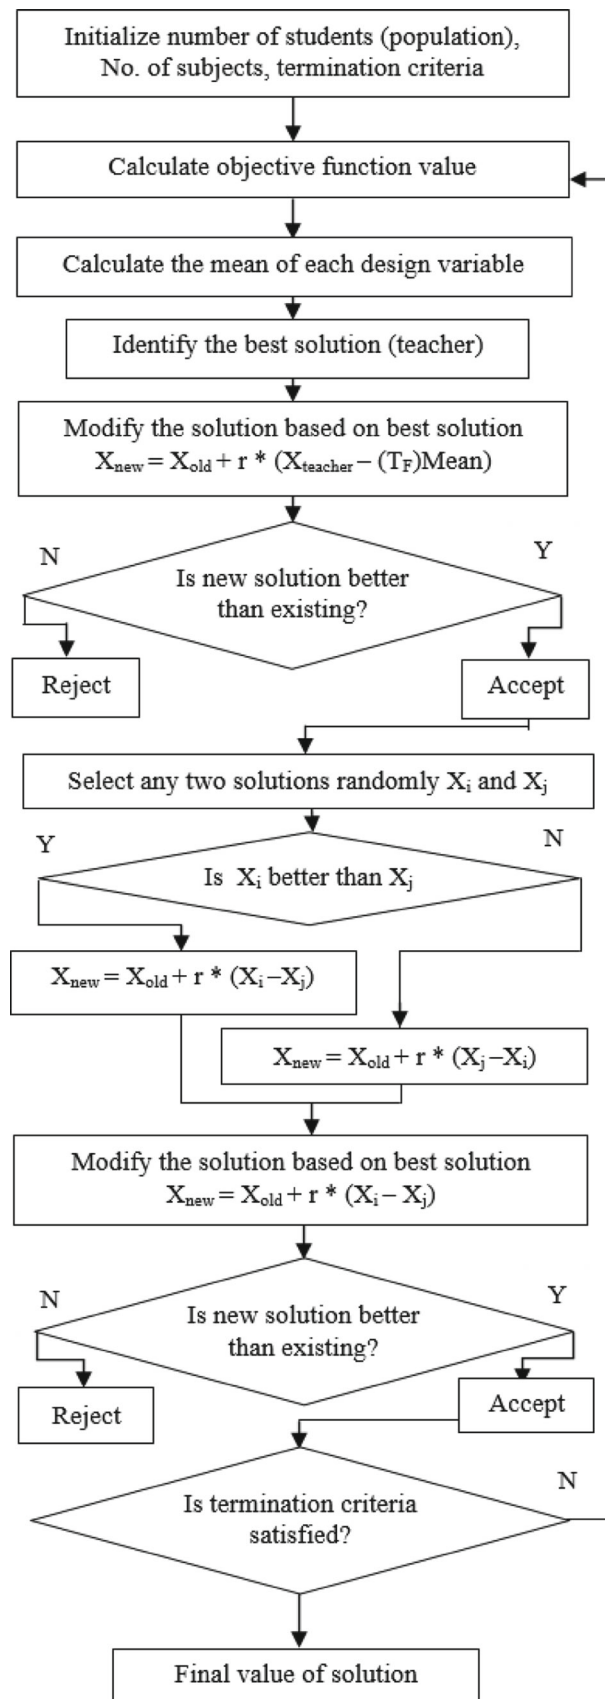 Initialize number of students (population),
No. of subjects, termination criteria
Calculate objective function value
Calculate the mean of each design variable
Identify the best solution (teacher)
Modify the solution based on best solution
Xnew = Xold + r * (Xteacher – (TF)Mean)
N
Y
Is new solution better
than existing?
Reject
Accept
Select any two solutions randomly Xi and Xj
Y
N
Is Xi better than Xj
Xnew = Xold + r * (Xi –Xj)
Xnew = Xold + r * (Xj –Xi)
Modify the solution based on best solution
Xnew = Xold + r * (Xi – Xj)
N
Y
Is new solution better
than existing?
Reject
Accept
Is termination criteria
satisfied?
N
Final value of solution